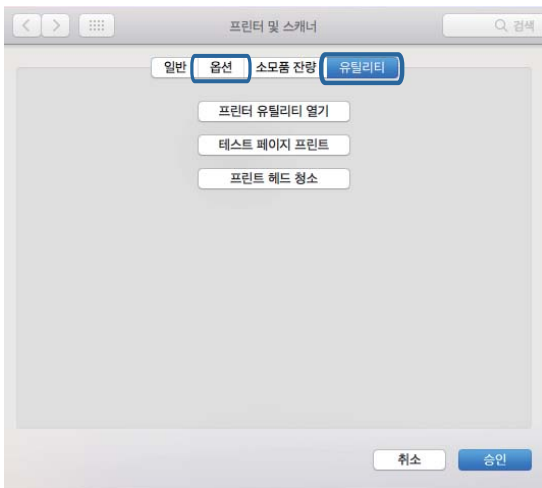 프린터 및 스캐너
검색
일반 옵션 소모품 잔량 유틸리티
프린터 유틸리티 열기
테스트 페이지 프린트
프린트 헤드 청소
취소 승인